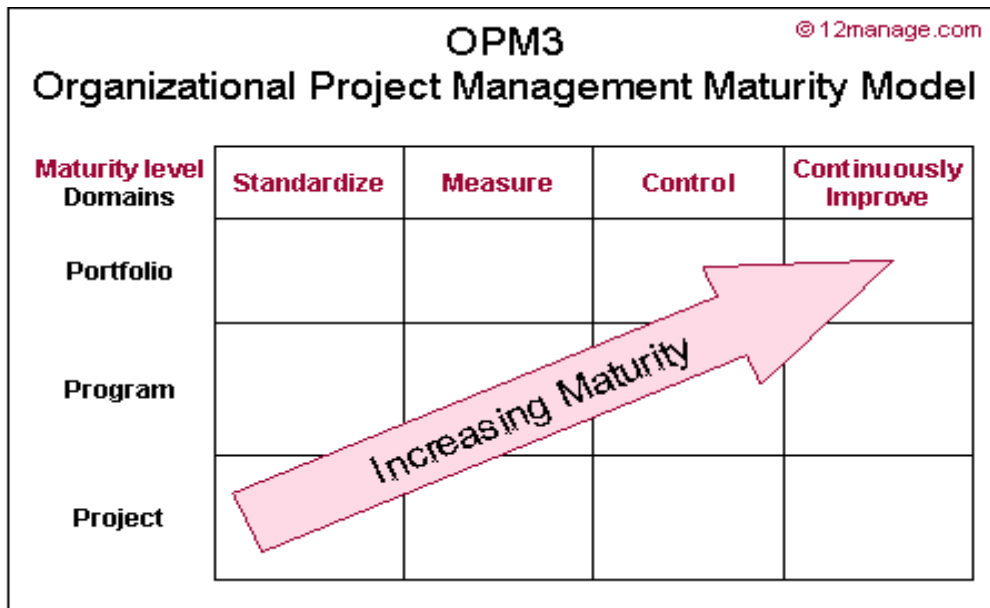 OPM3
©12manage.com
Organizational Project Management Maturity Model
Maturity level
Domains
Standardize
Measure
Control
Continuously
Improve
Portfolio
Program
Project
Increasing Maturity